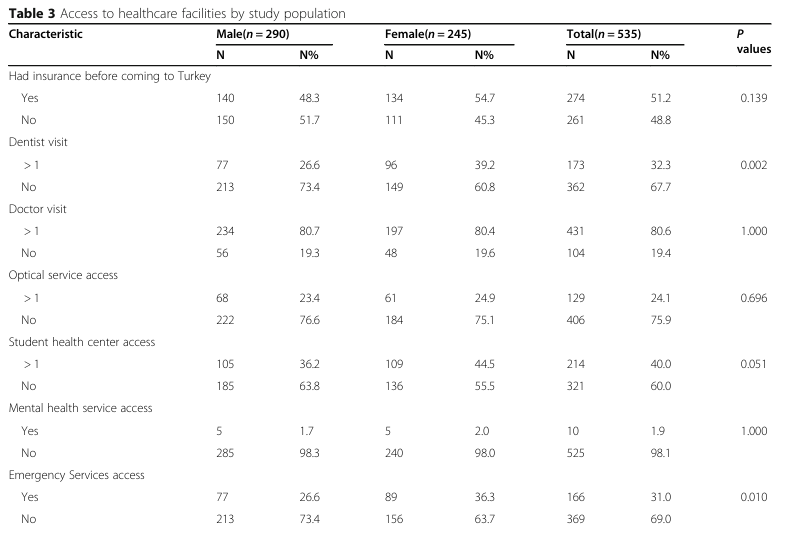 Table 3 Access to healthcare facilities by study population
Characteristic Male(n = 290) Female(n = 245) Total(n = 535) P values
N N% N N% N N%
Had insurance before coming to Turkey
Yes 140 48.3 134 54.7 274 51.2 0.139
No 150 51.7 111 45.3 261 48.8
Dentist visit
> 1 77 26.6 96 39.2 173 32.3 0.002
No 213 73.4 149 60.8 362 67.7
Doctor visit
> 1 234 80.7 197 80.4 431 80.6 1.000
No 56 19.3 48 19.6 104 19.4
Optical service access
> 1 68 23.4 61 24.9 129 24.1 0.696
No 222 76.6 184 75.1 406 75.9
Student health center access
> 1 105 36.2 109 44.5 214 40.0 0.051
No 185 63.8 136 55.5 321 60.0
Mental health service access
Yes 5 1.7 5 2.0 10 1.9 1.000
No 285 98.3 240 98.0 525 98.1
Emergency Services access
Yes 77 26.6 89 36.3 166 31.0 0.010
No 213 73.4 156 63.7 369 69.0